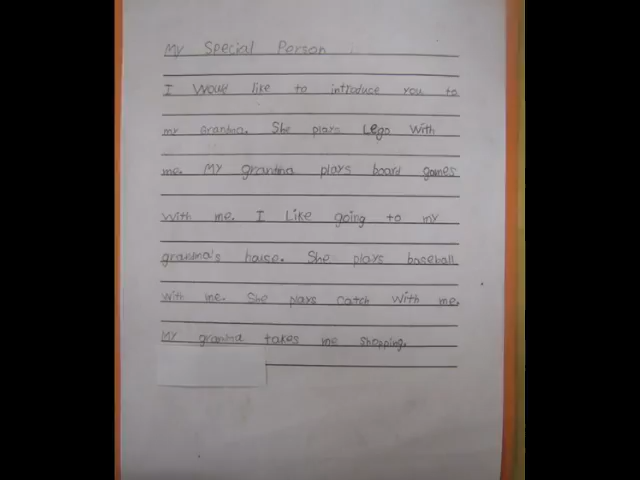 My Special Person
I would like to introduce you to
my grandma. She plays Lego with
me. My grandma plays board games
with me. I Like going to my
grandma's house. She plays baseball
with me. She plays catch with me.
My grandma takes me shopping.